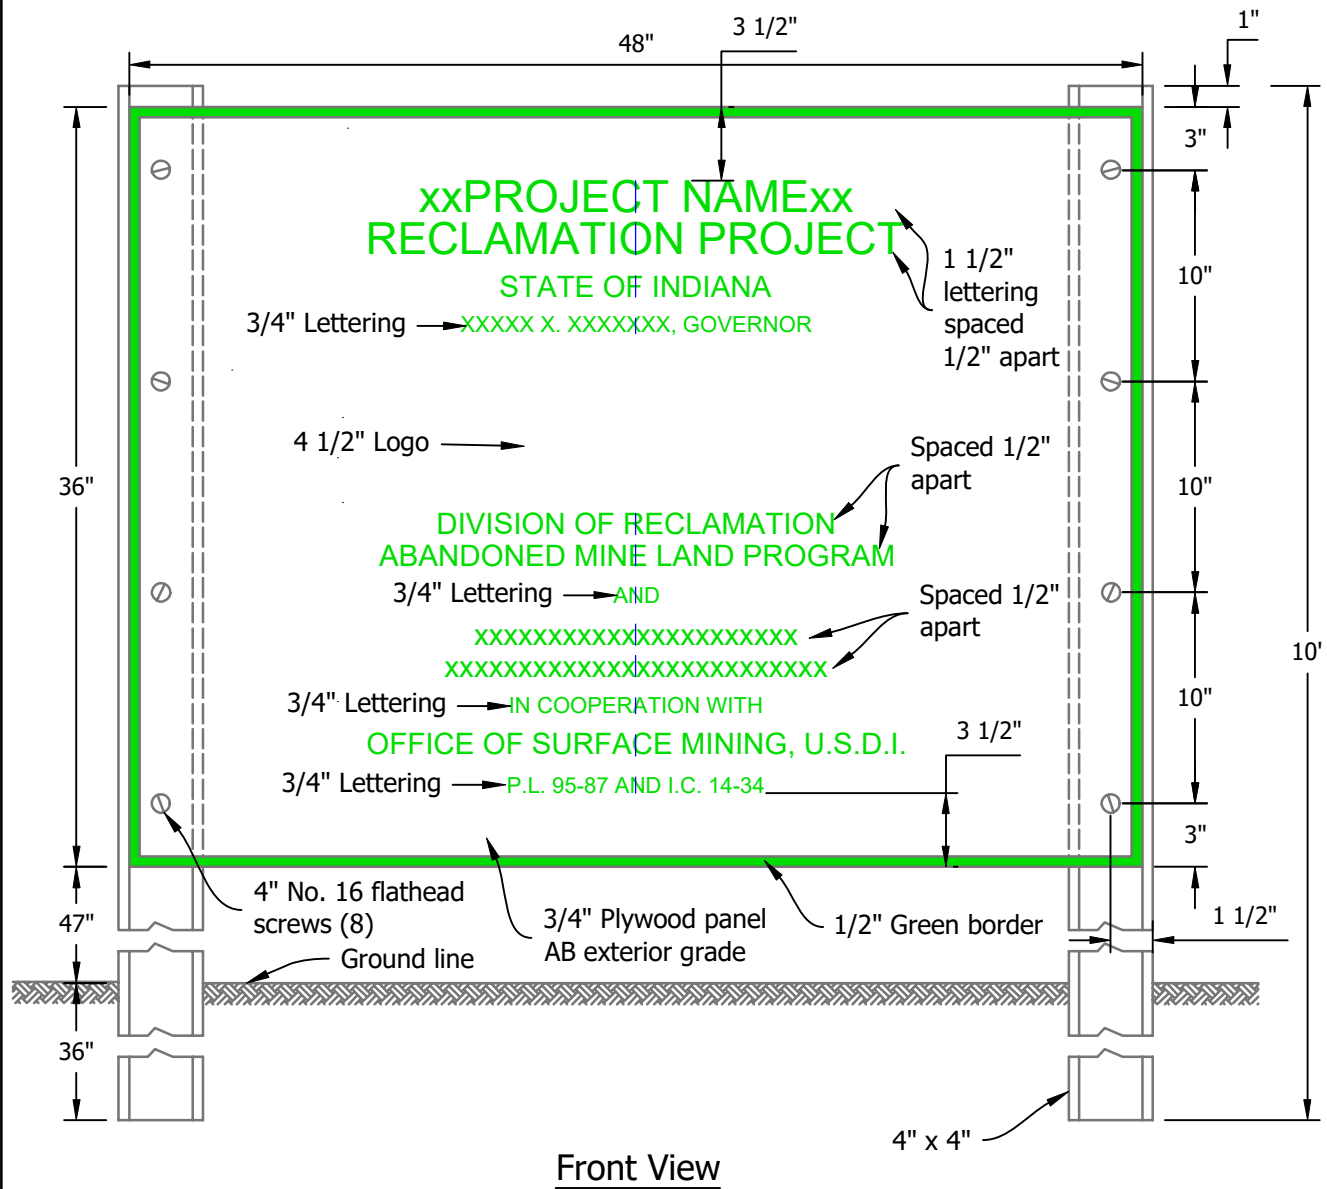 3 1/2"
1"
48"
3"
xxPROJECT NAMExx
RECLAMATION PROJECT
1 1/2"
lettering
spaced
1/2" apart
10"
STATE OF INDIANA
3/4" Lettering
XXXXX X. XXXXXXX, GOVERNOR
4 1/2" Logo
Spaced 1/2"
apart
36"
10"
DIVISION OF RECLAMATION
ABANDONED MINE LAND PROGRAM
3/4" Lettering
AND
Spaced 1/2"
apart
xxxxxxxxxxxxxxxxxxxxxx
xxxxxxxxxxxxxxxxxxxxxxxxxx
10'
10"
3/4" Lettering
IN COOPERATION WITH
3 1/2"
OFFICE OF SURFACE MINING, U.S.D.I.
3/4" Lettering
P.L. 95-87 AND I.C. 14-34
3"
4" No. 16 flathead
screws (8)
3/4" Plywood panel
AB exterior grade
1/2" Green border
1 1/2"
47"
Ground line
36"
4" x 4"
Front View